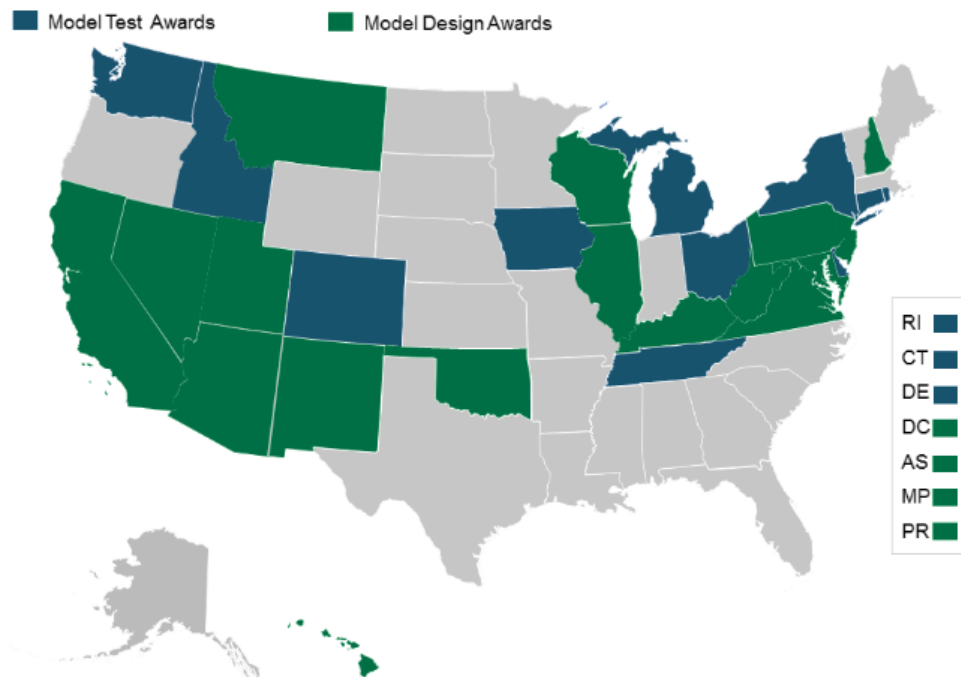 Model Test Awards
Model Design Awards
RI
CT
DE
DC
AS
MP
PR